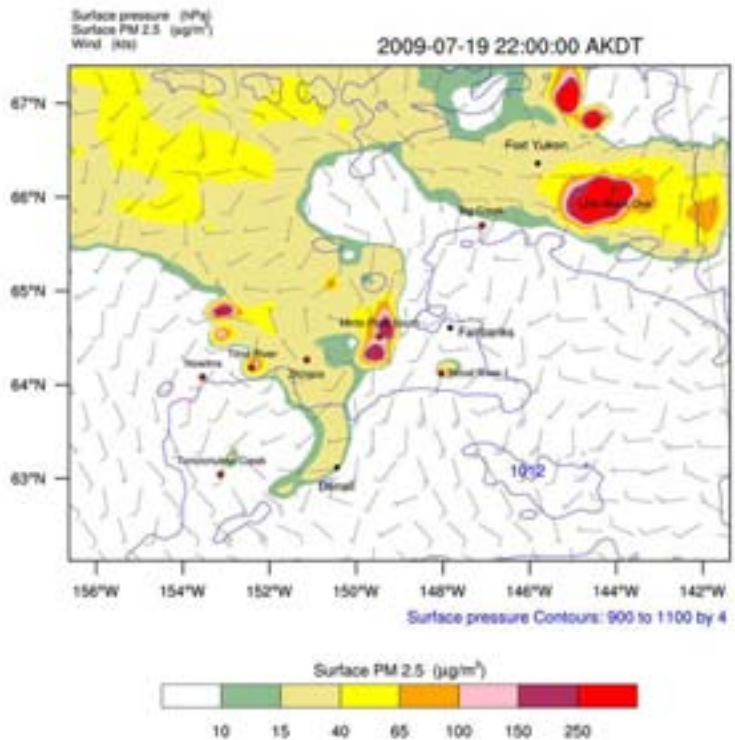 Surface pressure (hPa)
Surface PM 2.5 (µg/m³)
Wind (kts)
2009-07-19 22:00:00 AKDT
67°N
Fort Yukon
66°N
65°N
Fairbanks
64°N
63°N
Denali
1012
156°W 154°W 152°W 150°W 148°W 146°W 144°W 142°W
Surface pressure Contours: 900 to 1100 by 4
Surface PM 2.5 (µg/m³)
10 15 40 65 100 150 250